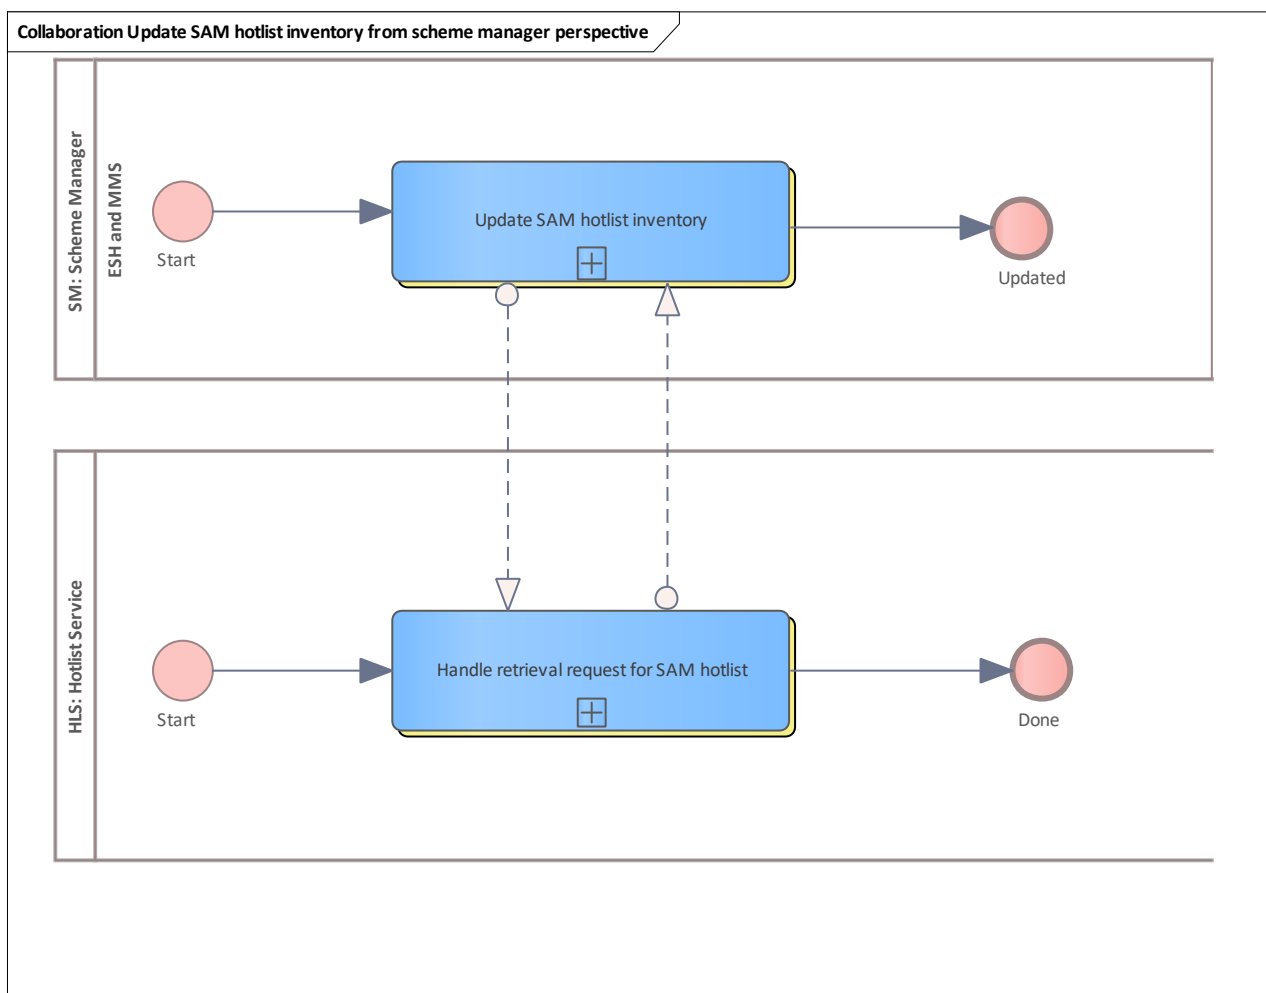 Collaboration Update SAM hotlist inventory from scheme manager perspective
SM: Scheme Manager
ESH and MMS
Start
Update SAM hotlist inventory
Updated
HLS: Hotlist Service
Start
Handle retrieval request for SAM hotlist
Done